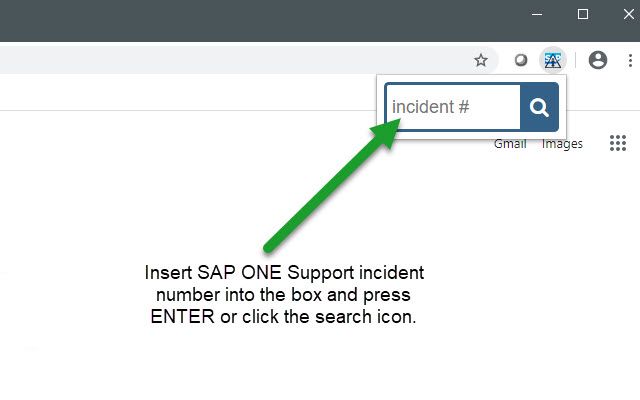 SAP
incident #
Gmail Images
Insert SAP ONE Support incident
number into the box and press
ENTER or click the search icon.